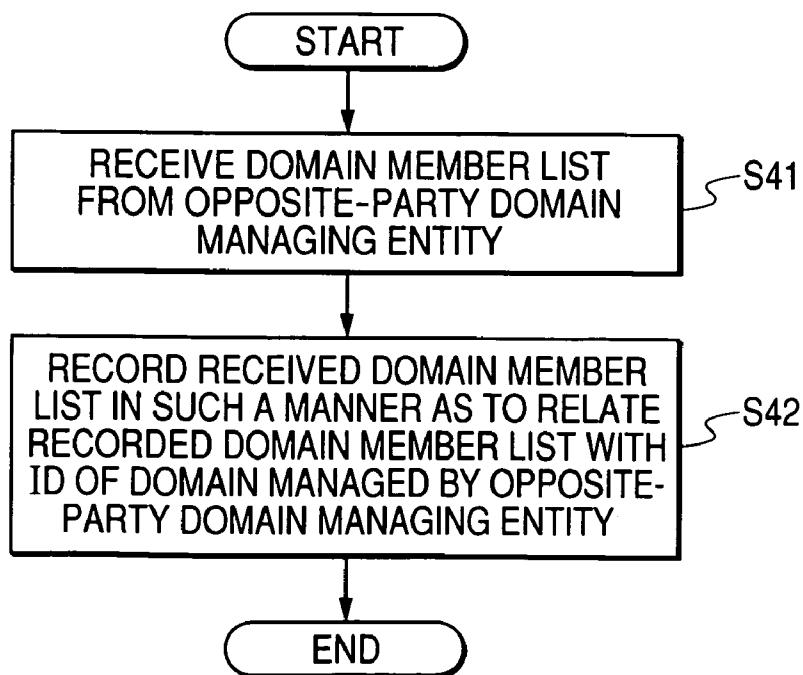 START
RECEIVE DOMAIN MEMBER LIST
FROM OPPOSITE-PARTY DOMAIN
MANAGING ENTITY
S41
RECORD RECEIVED DOMAIN MEMBER
LIST IN SUCH A MANNER AS TO RELATE
RECORDED DOMAIN MEMBER LIST WITH
ID OF DOMAIN MANAGED BY OPPOSITE-
PARTY DOMAIN MANAGING ENTITY
S42
END